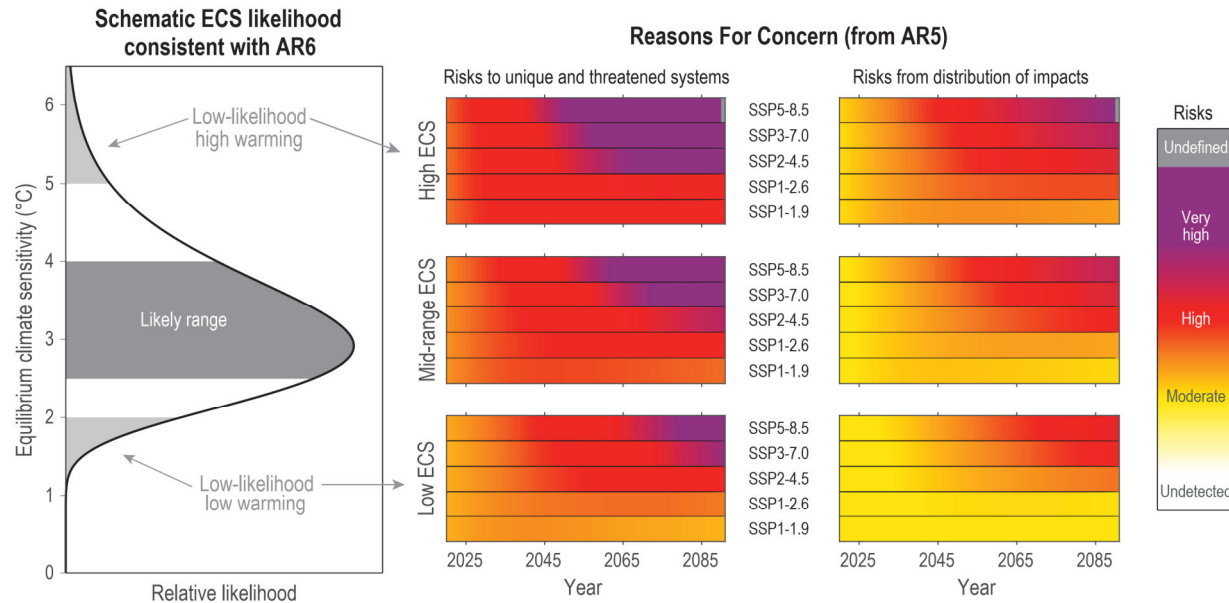 Schematic ECS likelihood
consistent with AR6
Equilibrium climate sensitivity (°C)
6
5
4
3
2
1
0
Low-likelihood
high warming
Likely range
Low-likelihood
low warming
Relative likelihood
Reasons For Concern (from AR5)
Risks to unique and threatened systems
Risks from distribution of impacts
High ECS
SSP5-8.5
SSP3-7.0
SSP2-4.5
SSP1-2.6
SSP1-1.9
Mid-range ECS
SSP5-8.5
SSP3-7.0
SSP2-4.5
SSP1-2.6
SSP1-1.9
Low ECS
SSP5-8.5
SSP3-7.0
SSP2-4.5
SSP1-2.6
SSP1-1.9
2025 2045 2065 2085
Year
2025 2045 2065 2085
Year
Risks
Undefined
Very
high
High
Moderate
Undetected